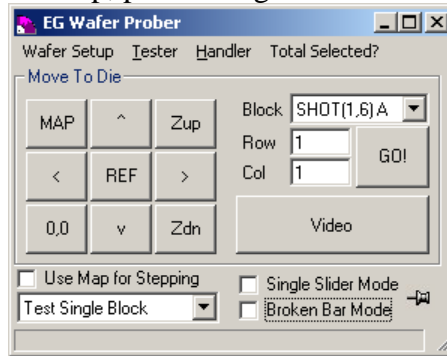 EG Wafer Prober
Wafer Setup Tester Handler Total Selected?
Move To Die
MAP ^ Zup
Block SHOT(1,6) A
Row 1
GO!
< REF >
Col 1
0,0 v Zdn
Video
Use Map for Stepping
Single Slider Mode
Test Single Block
Broken Bar Mode